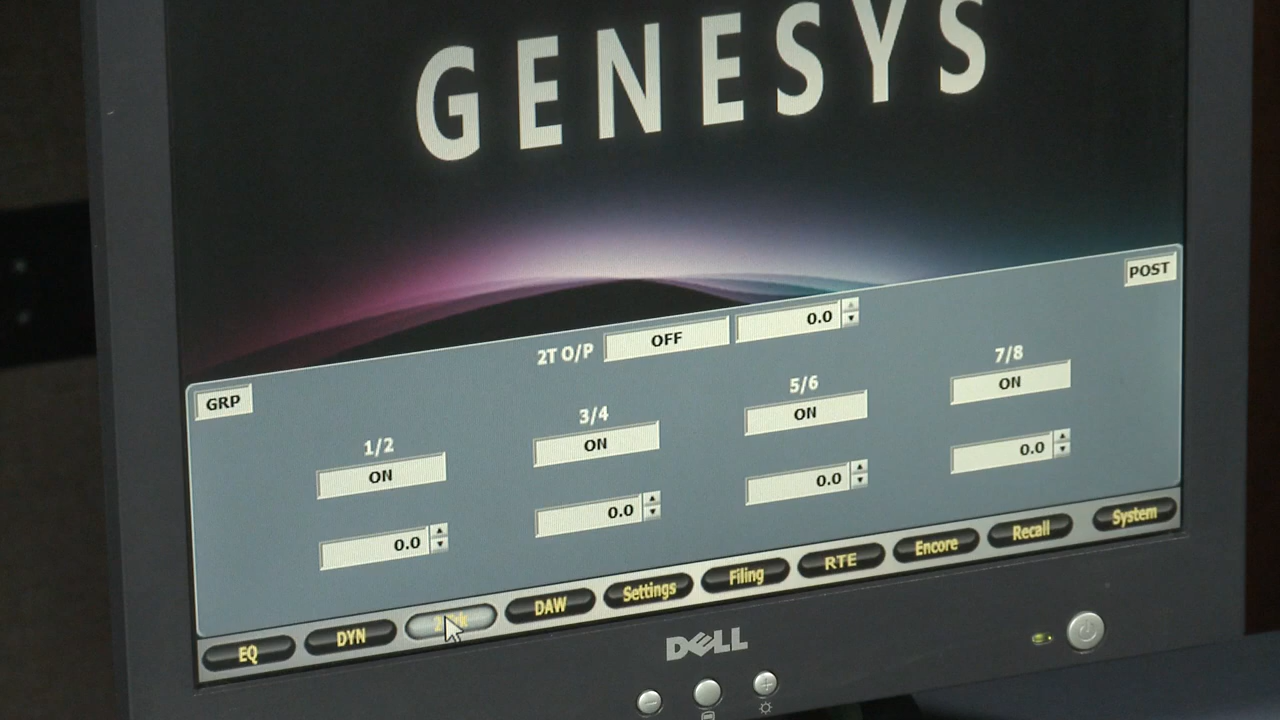 GENESYS
POST
2T O/P OFF 0.0
GRP
1/2 3/4 5/6 7/8
ON ON ON ON
0.0 0.0 0.0 0.0
EQ DYN DAW Settings Filing RTE Encore Recall System
DELL